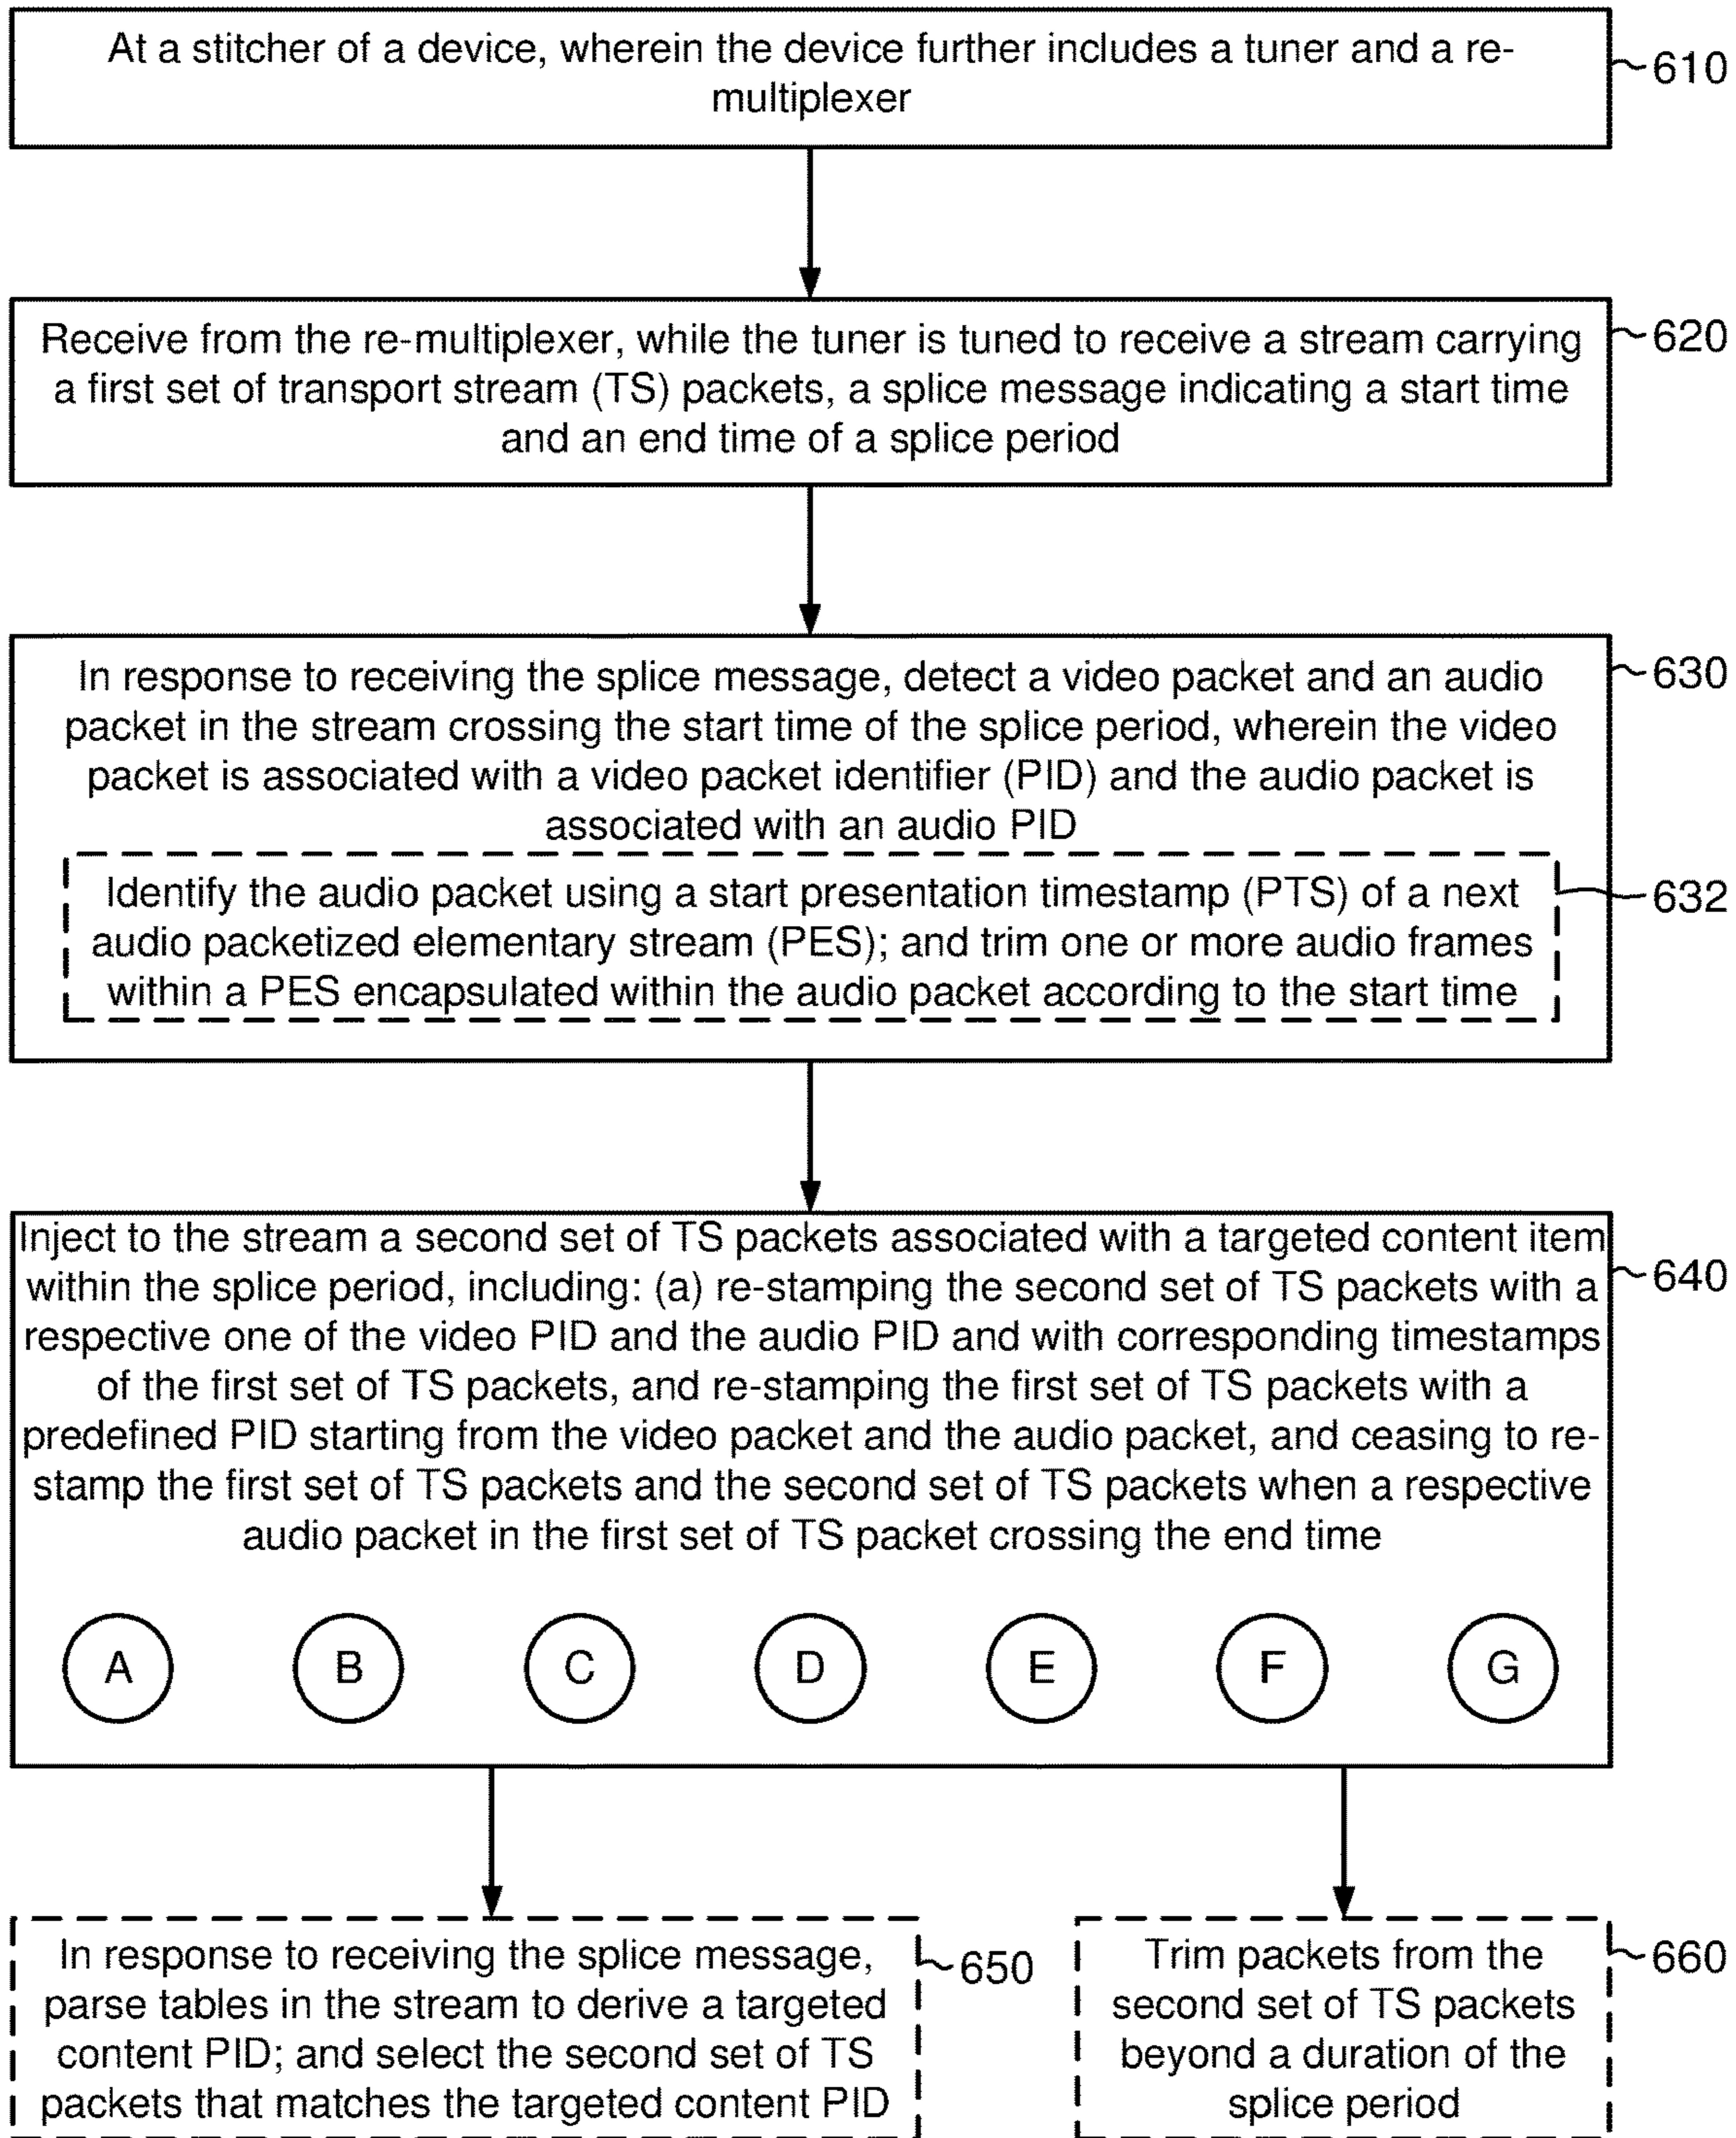 At a stitcher of a device, wherein the device further includes a tuner and a re-
multiplexer
610
Receive from the re-multiplexer, while the tuner is tuned to receive a stream carrying
a first set of transport stream (TS) packets, a splice message indicating a start time
and an end time of a splice period
620
In response to receiving the splice message, detect a video packet and an audio
packet in the stream crossing the start time of the splice period, wherein the video
packet is associated with a video packet identifier (PID) and the audio packet is
associated with an audio PID
630
Identify the audio packet using a start presentation timestamp (PTS) of a next
audio packetized elementary stream (PES); and trim one or more audio frames
within a PES encapsulated within the audio packet according to the start time
632
Inject to the stream a second set of TS packets associated with a targeted content item
within the splice period, including: (a) re-stamping the second set of TS packets with a
respective one of the video PID and the audio PID and with corresponding timestamps
of the first set of TS packets, and re-stamping the first set of TS packets with a
predefined PID starting from the video packet and the audio packet, and ceasing to re-
stamp the first set of TS packets and the second set of TS packets when a respective
audio packet in the first set of TS packet crossing the end time
640
A B C D E F G
In response to receiving the splice message,
parse tables in the stream to derive a targeted
content PID; and select the second set of TS
packets that matches the targeted content PID
650
Trim packets from the
second set of TS packets
beyond a duration of the
splice period
660